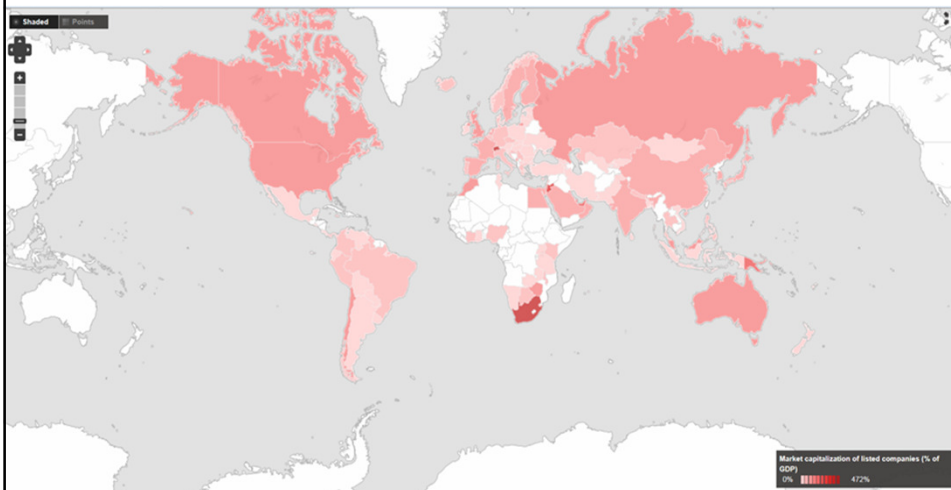 Shaded Points
Market capitalization of listed companies (% of
GDP)
0% 472%